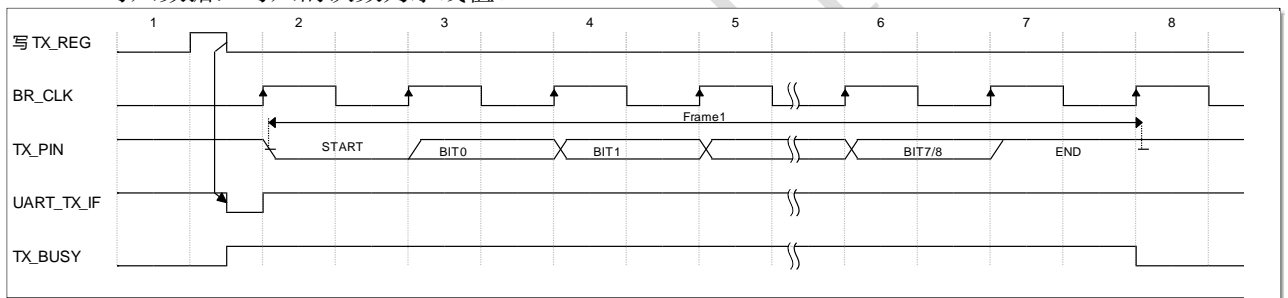 1 2 3 4 5 6 7 8
写 TX_REG
BR_CLK
Frame1
TX_PIN START BIT0 BIT1 BIT7/8 END
UART_TX_IF
TX_BUSY